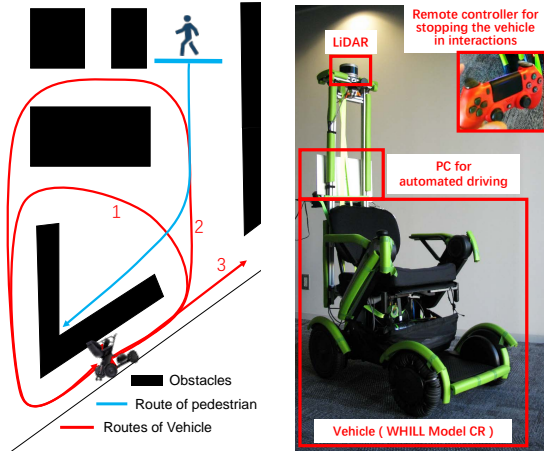 1
2
3
Obstacles
Route of pedestrian
Routes of Vehicle
Remote controller for
stopping the vehicle
in interactions
LiDAR
PC for
automated driving
Vehicle ( WHILL Model CR )